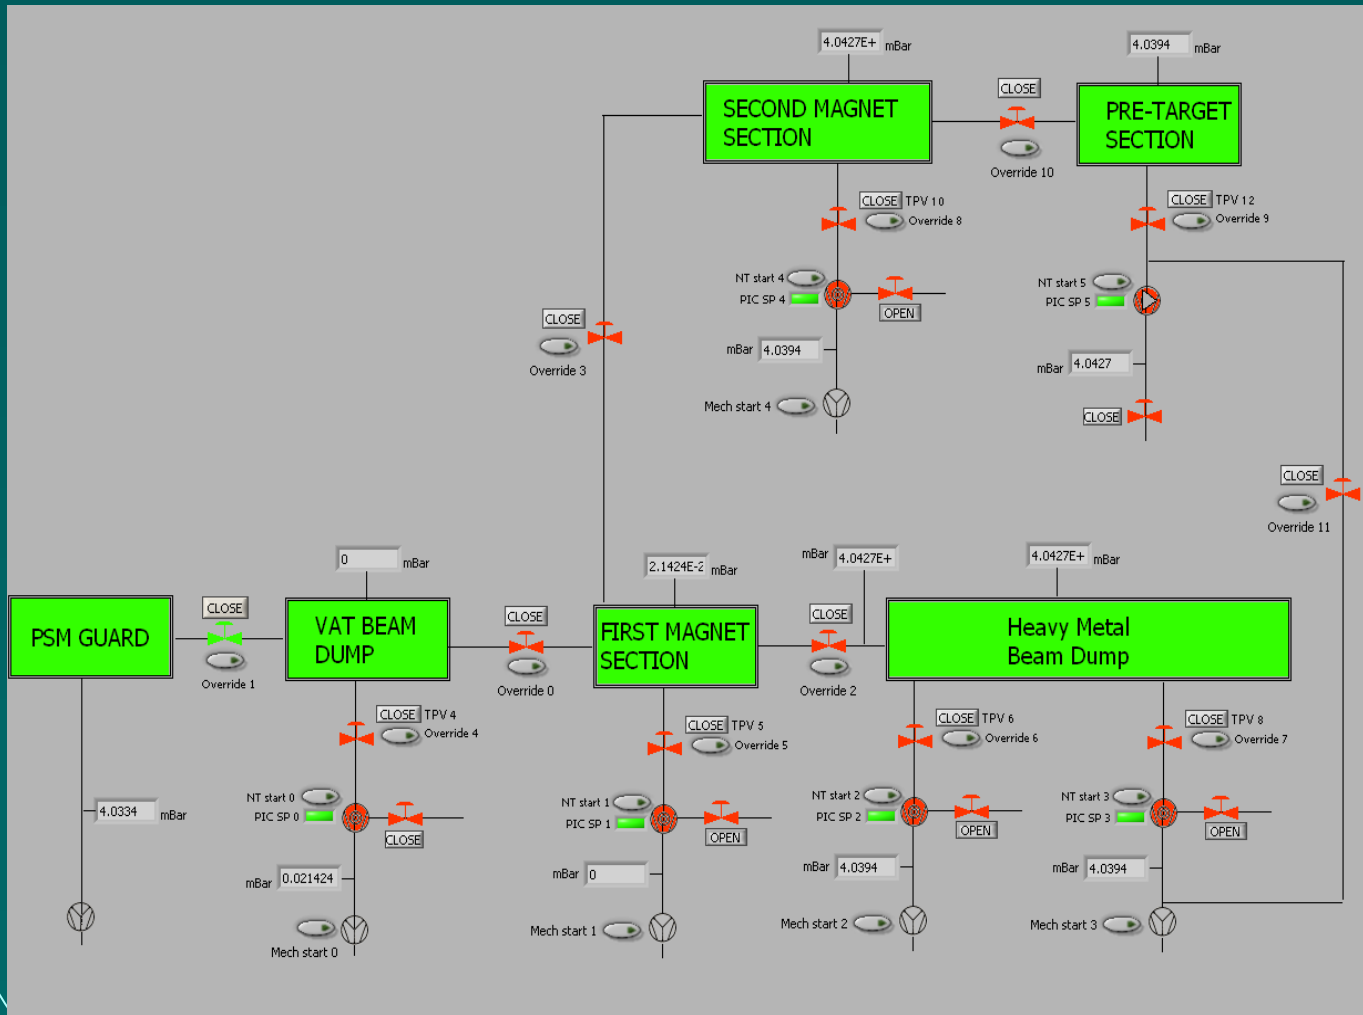 4.0427E+ mBar
4.0394 mBar
SECOND MAGNET
SECTION
CLOSE
Override 10
PRE-TARGET
SECTION
CLOSE TPV 10
Override 8
CLOSE TPV 12
Override 9
NT start 4
PIC SP 4
OPEN
NT start 5
PIC SP 5
CLOSE
Override 3
mBar 4.0394
mBar 4.0427
Mech start 4
CLOSE
CLOSE
Override 11
0 mBar
2.1424E-2 mBar
mBar 4.0427E+
4.0427E+ mBar
PSM GUARD
CLOSE
Override 1
VAT BEAM
DUMP
CLOSE
Override 0
FIRST MAGNET
SECTION
CLOSE
Override 2
Heavy Metal
Beam Dump
CLOSE TPV 4
Override 4
CLOSE TPV 5
Override 5
CLOSE TPV 6
Override 6
CLOSE TPV 8
Override 7
4.0334 mBar
NT start 0
PIC SP 0
CLOSE
NT start 1
PIC SP 1
OPEN
NT start 2
PIC SP 2
OPEN
NT start 3
PIC SP 3
OPEN
mBar 0.021424
mBar 0
mBar 4.0394
mBar 4.0394
Mech start 0
Mech start 1
Mech start 2
Mech start 3